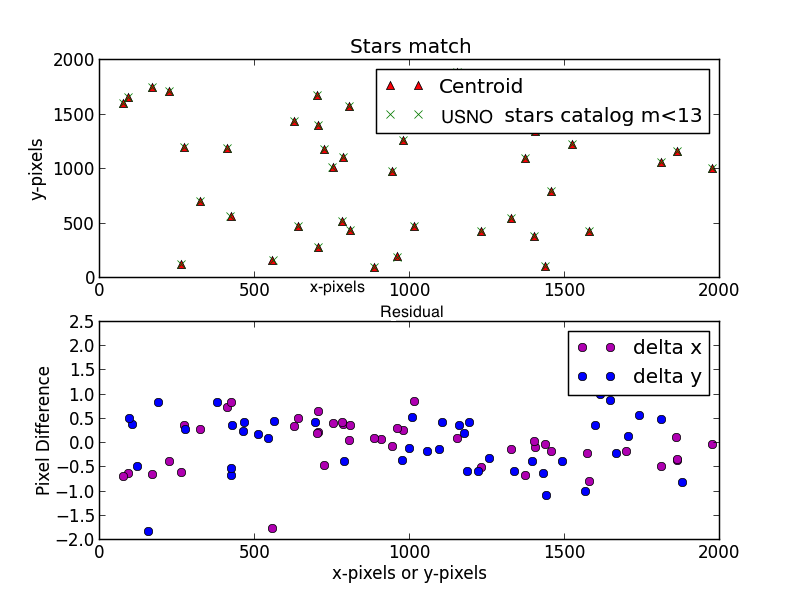 Stars match
2000
1500
1000
500
0
y-pixels
Centroid
USNO stars catalog m<13
0 500 1000 1500 2000
x-pixels
Residual
2.5
2.0
1.5
1.0
0.5
0.0
−0.5
−1.0
−1.5
−2.0
Pixel Difference
delta x
delta y
0 500 1000 1500 2000
x-pixels or y-pixels